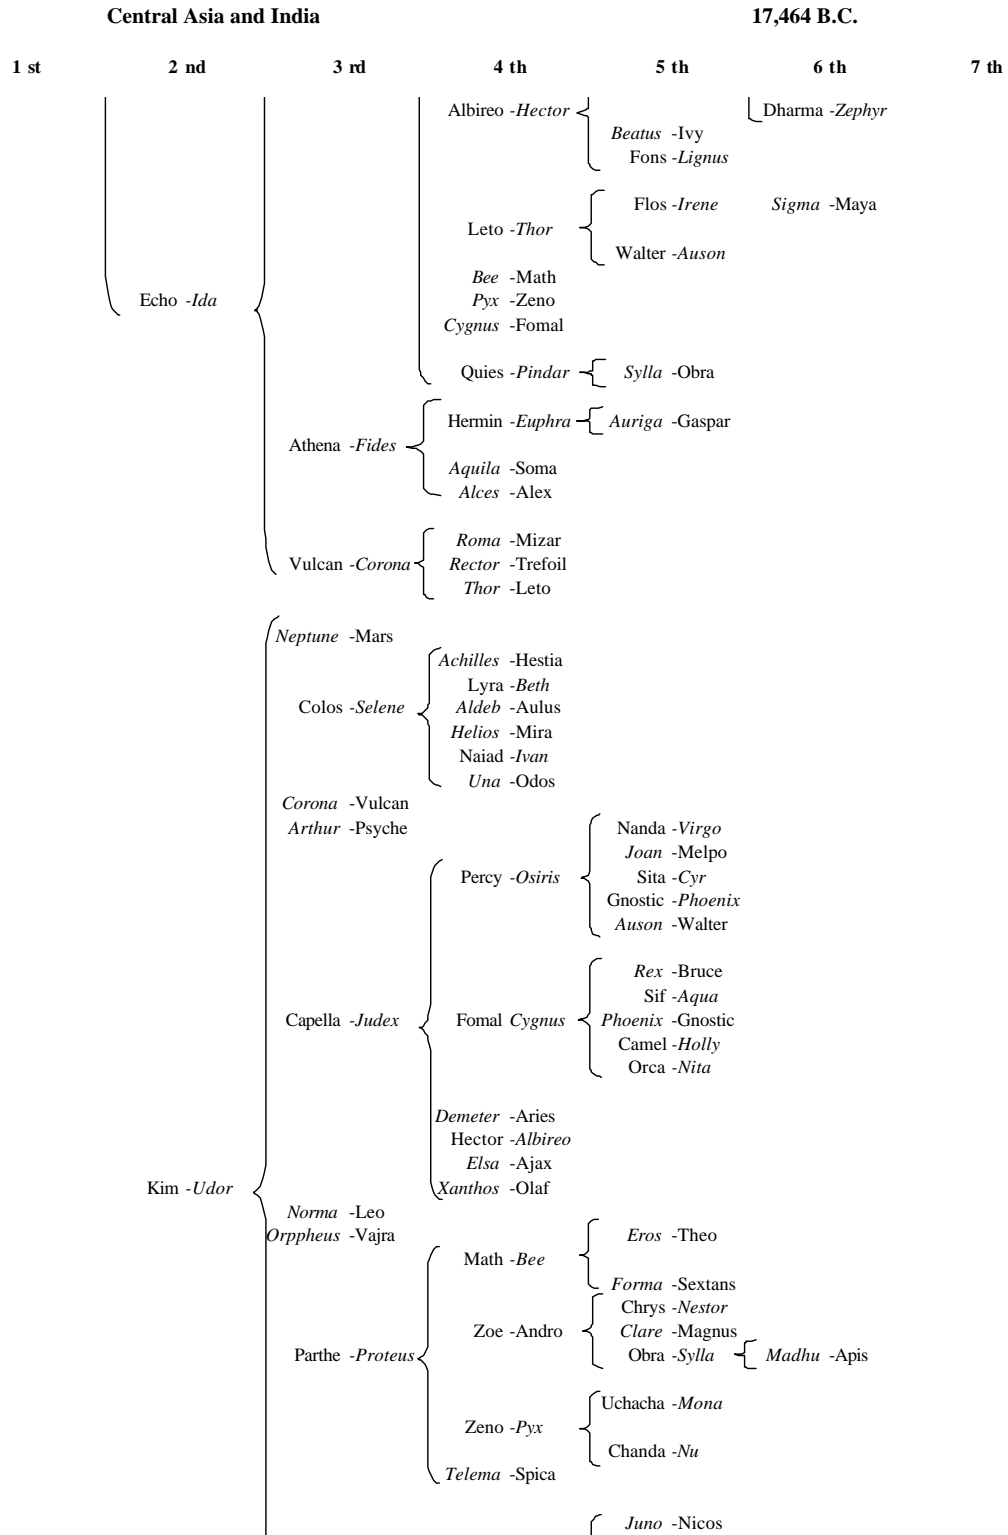 Central Asia and India 17,464 B.C.
1 st 2 nd 3 rd 4 th 5 th 6 th 7 th
Albireo -Hector Dharma -Zephyr
Beatus -Ivy
Fons -Lignus
Flos -Irene Sigma -Maya
Leto -Thor
Walter -Auson
Bee -Math
Echo -Ida Pyx -Zeno
Cygnus -Fomal
Quies -Pindar Sylla -Obra
Hermin -Euphra Auriga -Gaspar
Athena -Fides
Aquila -Soma
Alces -Alex
Roma -Mizar
Vulcan -Corona Rector -Trefoil
Thor -Leto
Neptune -Mars
Achilles -Hestia
Lyra -Beth
Colos -Selene Aldeb -Aulus
Helios -Mira
Naiad -Ivan
Una -Odos
Corona -Vulcan
Arthur -Psyche Nanda -Virgo
Joan -Melpo
Percy -Osiris Sita -Cyr
Gnostic -Phoenix
Auson -Walter
Rex -Bruce
Sif -Aqua
Capella -Judex Fomal Cygnus Phoenix -Gnostic
Camel -Holly
Orca -Nita
Demeter -Aries
Hector -Albireo
Elsa -Ajax
Kim -Udor Xanthos -Olaf
Norma -Leo
Orppheus -Vajra Eros -Theo
Math -Bee
Forma -Sextans
Chrys -Nestor
Zoe -Andro Clare -Magnus
Parthe -Proteus Obra -Sylla Madhu -Apis
Uchacha -Mona
Zeno -Pyx
Chanda -Nu
Telema -Spica
Juno -Nicos